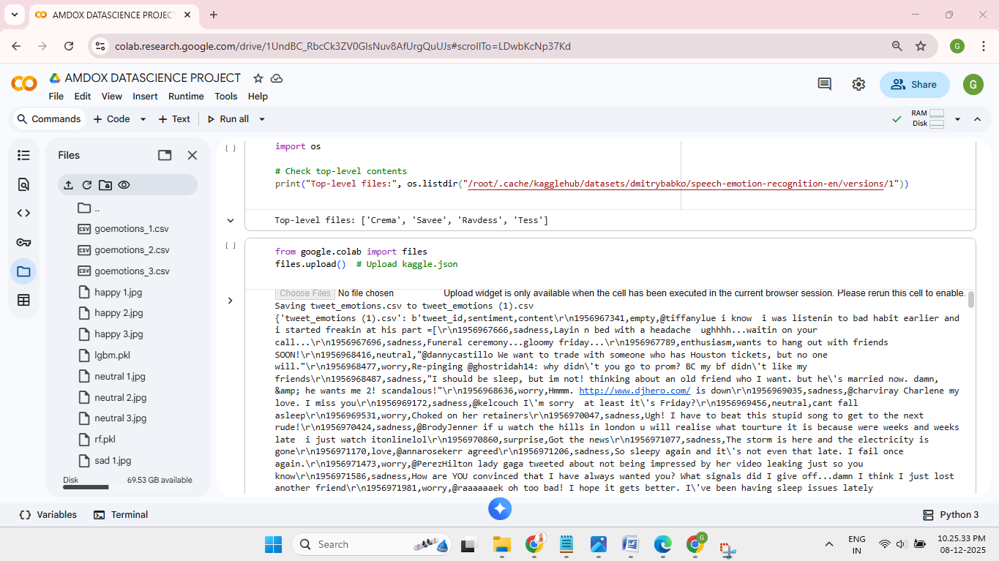 AMDOX DATASCIENCE PROJECT
colab.research.google.com/drive/1UndBC_RbcCk3ZV0GIsNuv8AfUrgQuUJs#scrollTo=LDwbKcNp37Kd
G
AMDOX DATASCIENCE PROJECT
File Edit View Insert Runtime Tools Help
Share
G
Commands + Code + Text Run all
RAM
Disk
Files
..
goemotions_1.csv
goemotions_2.csv
goemotions_3.csv
happy 1.jpg
happy 2.jpg
happy 3.jpg
lgbm.pkl
neutral 1.jpg
neutral 2.jpg
neutral 3.jpg
rf.pkl
sad 1.jpg
Disk 69.53 GB available
[ ] import os
# Check top-level contents
print("Top-level files:", os.listdir("/root/.cache/kagglehub/datasets/dmitrybabko/speech-emotion-recognition-en/versions/1"))
Top-level files: ['Crema', 'Savee', 'Ravdess', 'Tess']
[ ] from google.colab import files
files.upload() # Upload kaggle.json
Choose Files No file chosen Upload widget is only available when the cell has been executed in the current browser session. Please rerun this cell to enable.
Saving tweet_emotions.csv to tweet_emotions (1).csv
{'tweet_emotions (1).csv': b'tweet_id,sentiment,content\r\n1956967341,empty,@tiffanylue i know  i was listenin to bad habit earlier and
i started freakin at his part =[\r\n1956967666,sadness,Layin n bed with a headache  ughhhh...waitin on your
call...\r\n1956967696,sadness,Funeral ceremony...gloomy friday...\r\n1956967789,enthusiasm,wants to hang out with friends
SOON!\r\n1956968416,neutral,"@dannycastillo We want to trade with someone who has Houston tickets, but no one
will."\r\n1956968477,worry,Re-pinging @ghostridah14: why didn\'t you go to prom? BC my bf didn\'t like my
friends\r\n1956968487,sadness,"I should be sleep, but im not! thinking about an old friend who I want. but he\'s married now. damn,
&amp; he wants me 2! scandalous!"\r\n1956968636,worry,Hmmm. http://www.djhero.com/ is down\r\n1956969035,sadness,@charviray Charlene my
love. I miss you\r\n1956969172,sadness,@kelcouch I\'m sorry  at least it\'s Friday?\r\n1956969456,neutral,cant fall
asleep\r\n1956969531,worry,Choked on her retainers\r\n1956970047,sadness,Ugh! I have to beat this stupid song to get to the next
rude!\r\n1956970424,sadness,@BrodyJenner if u watch the hills in london u will realise what tourture it is because were weeks and weeks
late  i just watch itonlinelol\r\n1956970860,surprise,Got the news\r\n1956971077,sadness,The storm is here and the electricity is
gone\r\n1956971170,love,@annarosekerr agreed\r\n1956971206,sadness,So sleepy again and it\'s not even that late. I fail once
again.\r\n1956971473,worry,@PerezHilton lady gaga tweeted about not being impressed by her video leaking just so you
know\r\n1956971586,sadness,How are YOU convinced that I have always wanted you? What signals did I give off...damn I think I just lost
another friend\r\n1956971981,worry,@raaaaaaek oh too bad! I hope it gets better. I\'ve been having sleep issues lately
Variables Terminal Python 3
Search
G
ENG
IN
10.25.33 PM
08-12-2025